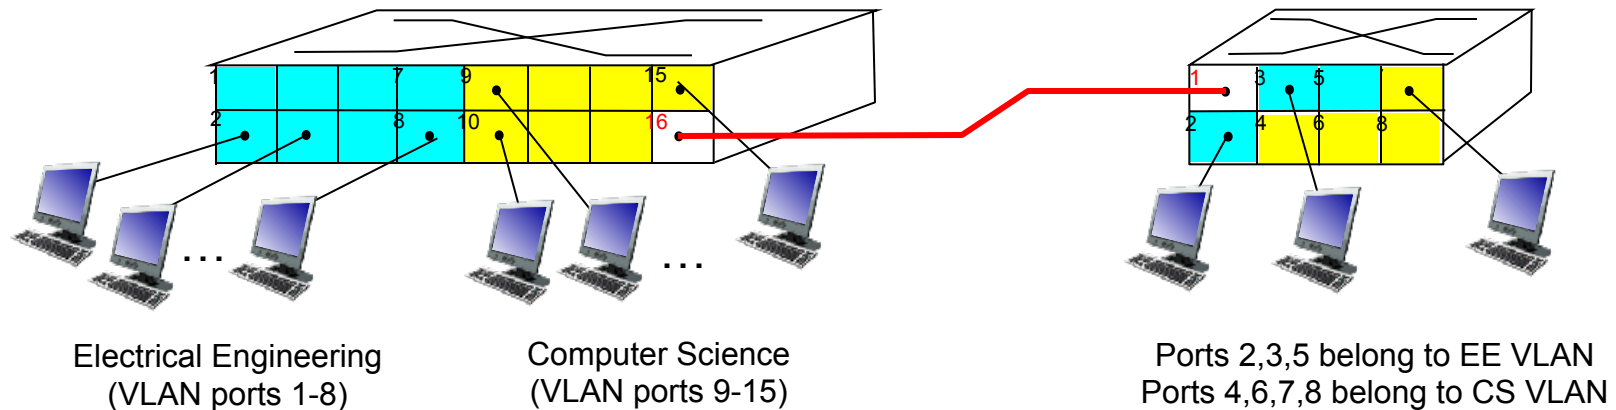 1 7 9 15
2 8 10 16
1 3 5
2 4 6 8
... ...
Electrical Engineering
(VLAN ports 1-8)
Computer Science
(VLAN ports 9-15)
Ports 2,3,5 belong to EE VLAN
Ports 4,6,7,8 belong to CS VLAN